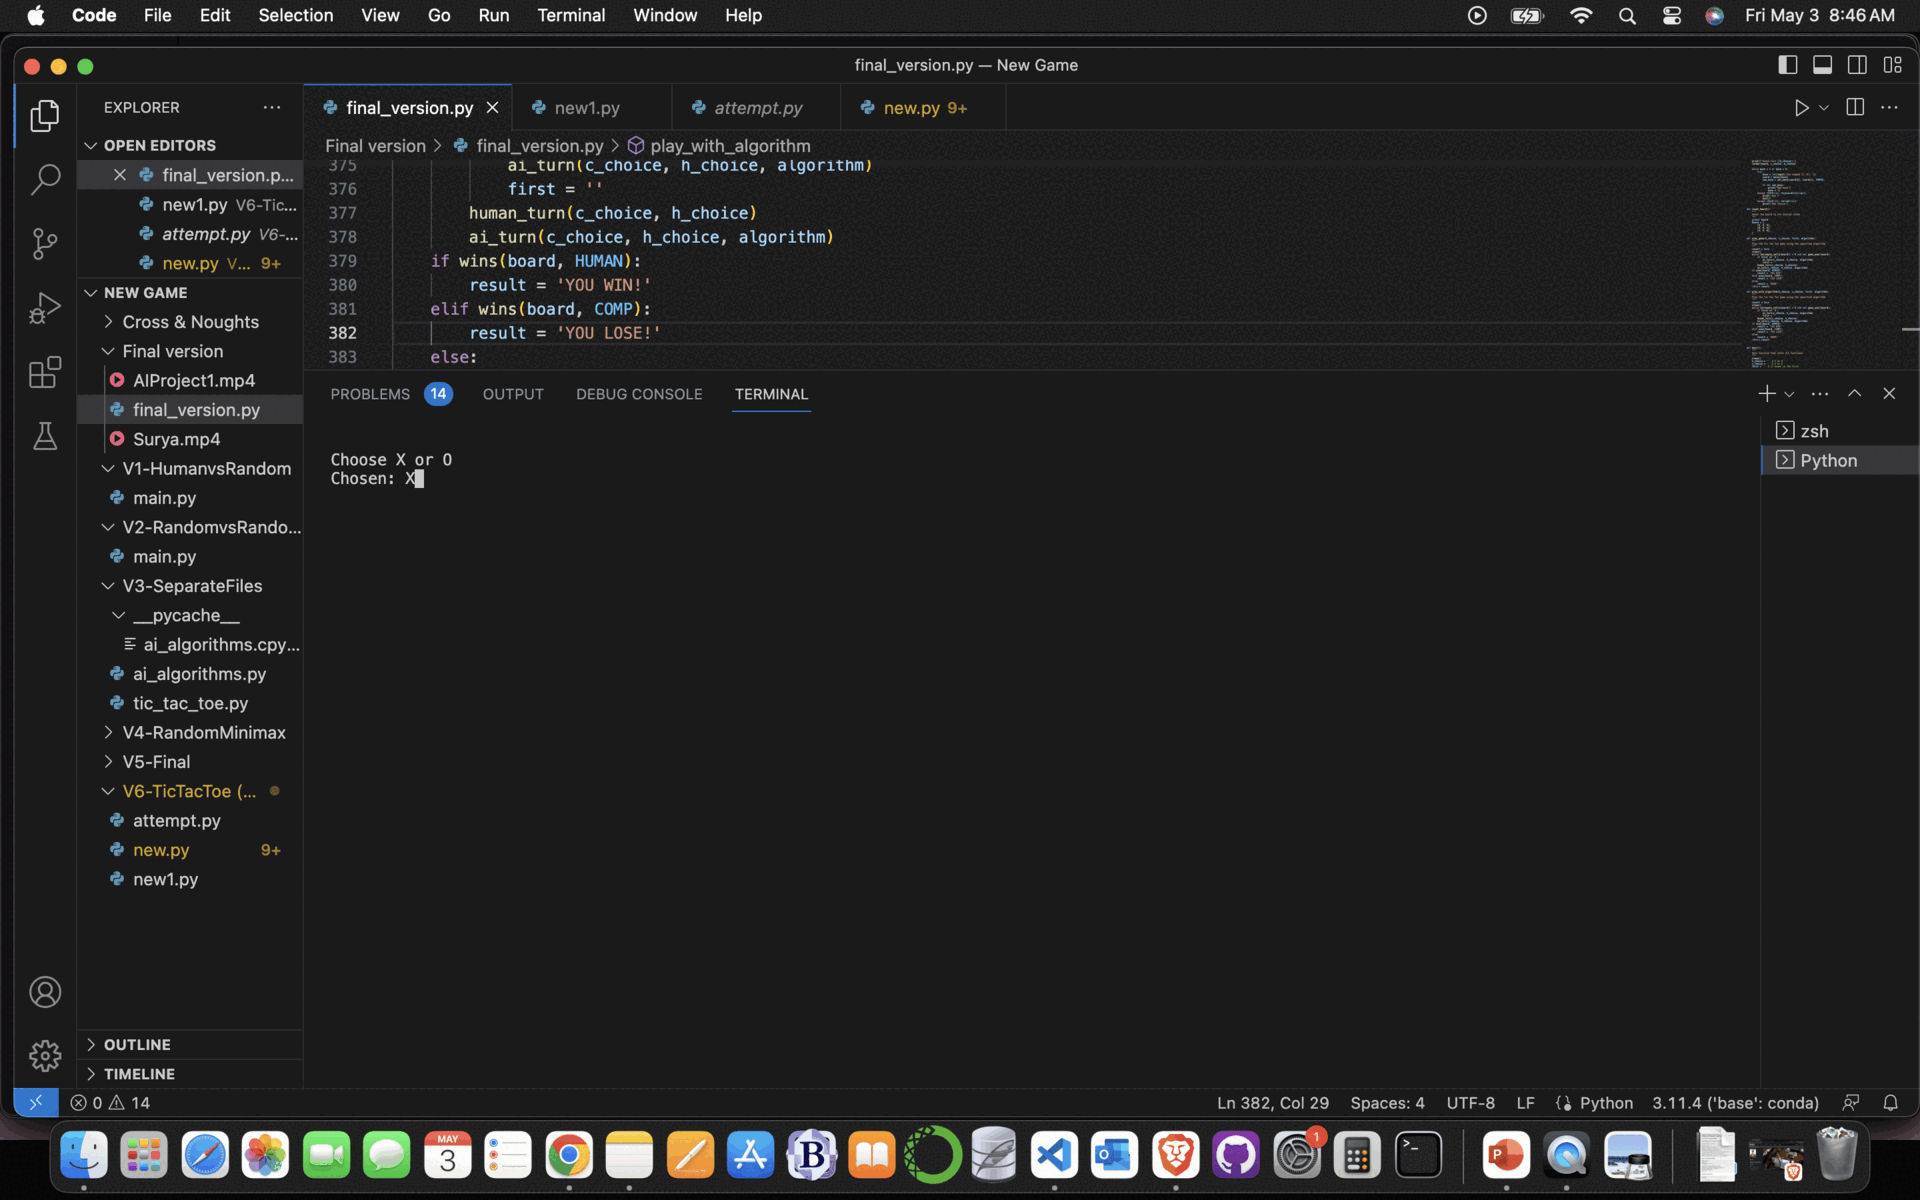 Code File Edit Selection View Go Run Terminal Window Help Fri May 3 8:46 AM
final_version.py — New Game
EXPLORER
final_version.py new1.py attempt.py new.py 9+
Final version > final_version.py > play_with_algorithm
OPEN EDITORS
final_version.p...
new1.py V6-Tic...
attempt.py V6-...
new.py V... 9+
NEW GAME
Cross & Noughts
Final version
AIProject1.mp4
final_version.py
Surya.mp4
V1-HumanvsRandom
main.py
V2-RandomvsRando...
main.py
V3-SeparateFiles
__pycache__
ai_algorithms.cpy...
ai_algorithms.py
tic_tac_toe.py
V4-RandomMinimax
V5-Final
V6-TicTacToe (...
attempt.py
new.py 9+
new1.py
OUTLINE
TIMELINE
375 ai_turn(c_choice, h_choice, algorithm)
376 first = ''
377 human_turn(c_choice, h_choice)
378 ai_turn(c_choice, h_choice, algorithm)
379 if wins(board, HUMAN):
380 result = 'YOU WIN!'
381 elif wins(board, COMP):
382 result = 'YOU LOSE!'
383 else:
PROBLEMS 14 OUTPUT DEBUG CONSOLE TERMINAL
Choose X or O
Chosen: X
zsh
Python
0 14 Ln 382, Col 29 Spaces: 4 UTF-8 LF Python 3.11.4 ('base': conda)
MAY
3
B
1
P